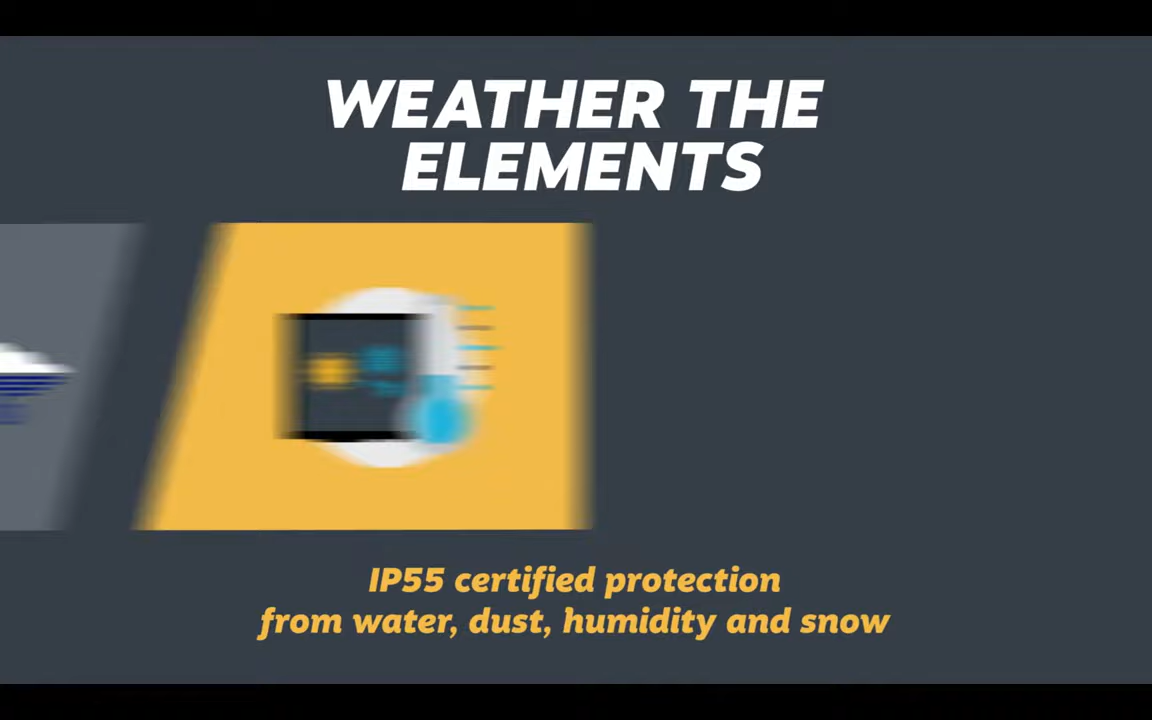 WEATHER THE
ELEMENTS
IP55 certified protection
from water, dust, humidity and snow